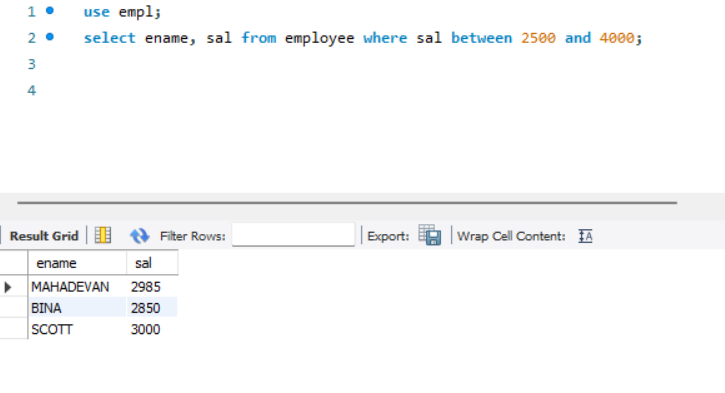 1 use empl;
2 select ename, sal from employee where sal between 2500 and 4000;
3
4
Result Grid Filter Rows: Export: Wrap Cell Content: IA
ename sal
MAHADEVAN 2985
BINA 2850
SCOTT 3000